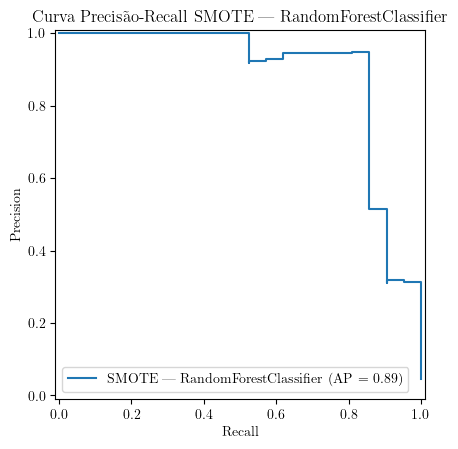 Curva Precisão-Recall SMOTE — RandomForestClassifier
1.0
0.8
0.6
0.4
0.2
0.0
Precision
SMOTE — RandomForestClassifier (AP = 0.89)
0.0 0.2 0.4 0.6 0.8 1.0
Recall